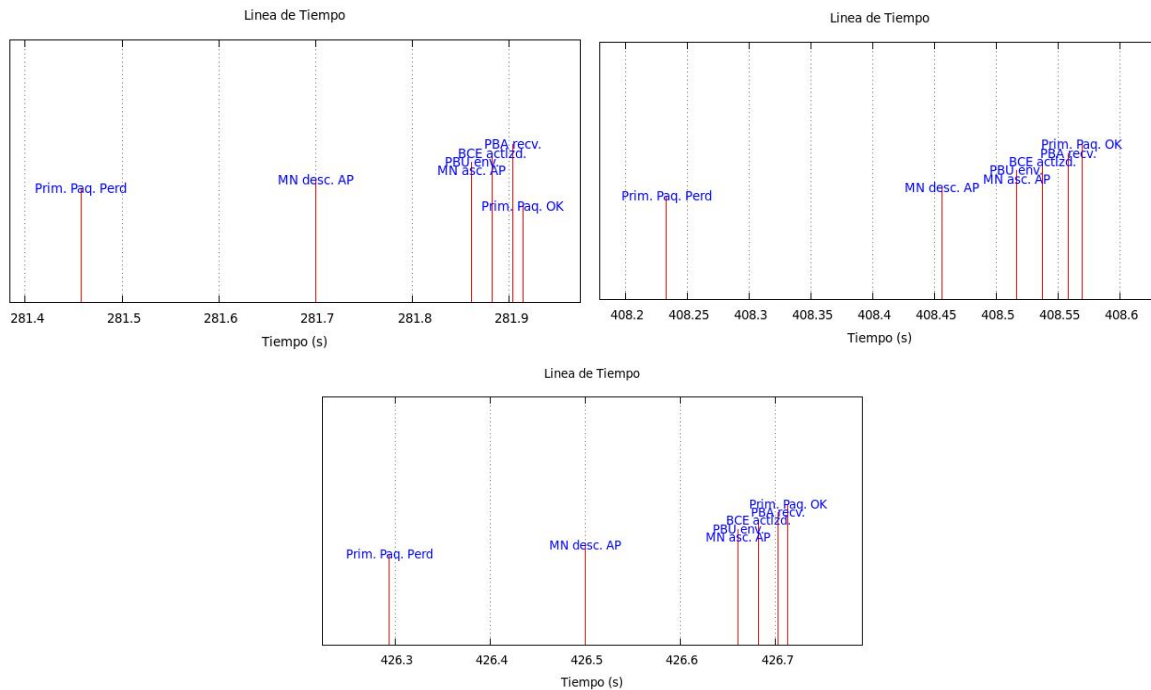 Linea de Tiempo
PBA recv.
BCE actlzd.
PBU env.
MN asc. AP
MN desc. AP
Prim. Paq. Perd
Prim. Paq. OK
281.4 281.5 281.6 281.7 281.8 281.9
Tiempo (s)
Linea de Tiempo
Prim. Paq. OK
PBA recv.
BCE actlzd.
PBU env.
MN asc. AP
MN desc. AP
Prim. Paq. Perd
408.2 408.25 408.3 408.35 408.4 408.45 408.5 408.55 408.6
Tiempo (s)
Linea de Tiempo
Prim. Paq. OK
PBA recv.
BCE actlzd.
PBU env.
MN asc. AP
MN desc. AP
Prim. Paq. Perd
426.3 426.4 426.5 426.6 426.7
Tiempo (s)